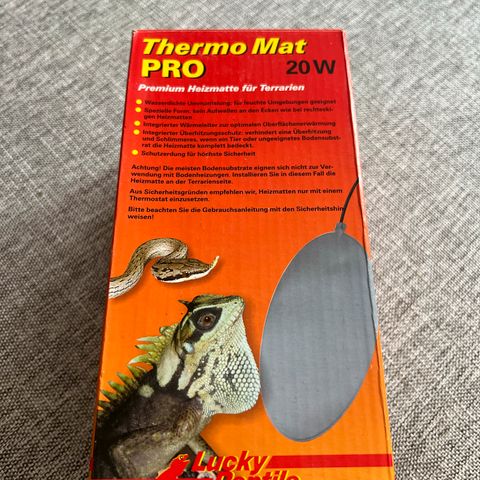 Thermo Mat
PRO 20W
Premium Heizmatte für Terrarien
Wasserdichte Ummantelung: für feuchte Umgebungen geeignet
Spezielle Form: kein Aufwellen an den Ecken wie bei rechtecki-
gen Heizmatten
Integrierter Wärmeleiter zur optimalen Oberflächenerwärmung
Integrierter Überhitzungsschutz: verhindert eine Überhitzung
und Schlimmeres, wenn ein Tier oder ungeeignetes Bodensubst-
rat die Heizmatte komplett bedeckt.
Schutzerdung für höchste Sicherheit
Achtung! Die meisten Bodensubstrate eignen sich nicht zur Ver-
wendung mit Bodenheizungen. Installieren Sie in diesem Fall die
Heizmatte an der Terrarienseite.
Aus Sicherheitsgründen empfehlen wir, Heizmatten nur mit einem
Thermostat einzusetzen.
Bitte beachten Sie die Gebrauchsanleitung mit den Sicherheitshin
weisen!
Lucky
Reptile